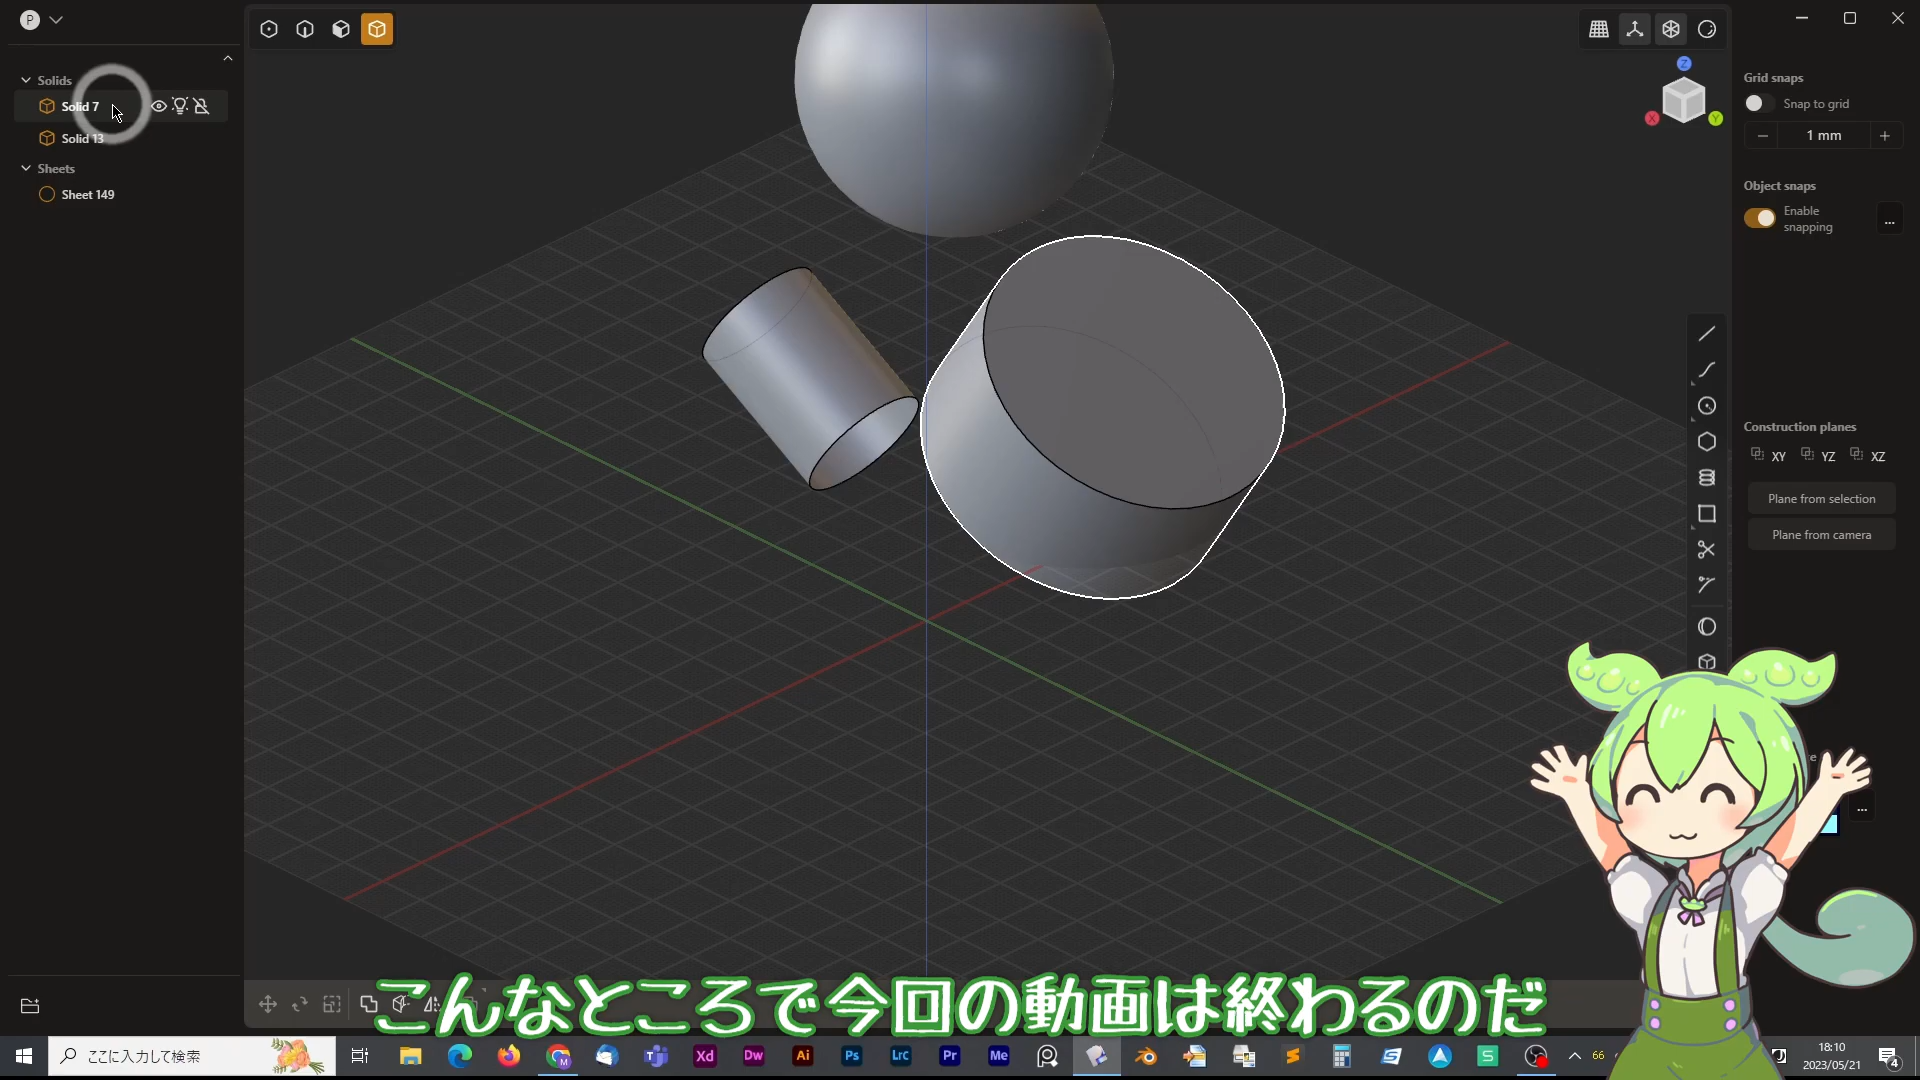 P
Solids
Solid 7
Solid 13
Sheets
Sheet 149
Z
X
Y
Grid snaps
Snap to grid
− 1 mm +
Object snaps
Enable
snapping
...
Construction planes
XY YZ XZ
Plane from selection
Plane from camera
...
こんなところで今回の動画は終わるのだ
ここに入力して検索
Xd Dw Ai Ps LrC Pr Me
66
18:10
2023/05/21
4